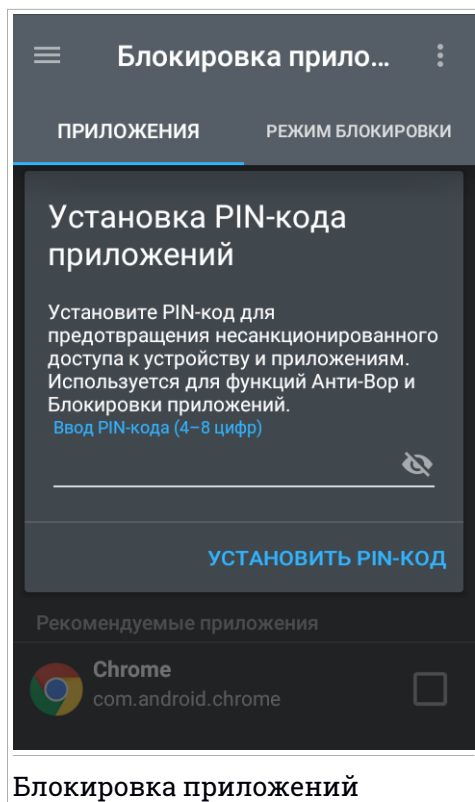 Блокировка прило...
ПРИЛОЖЕНИЯ
РЕЖИМ БЛОКИРОВКИ
Установка PIN-кода
приложений
Установите PIN-код для
предотвращения несанкционированного
доступа к устройству и приложениям.
Используется для функций Анти-Вор и
Блокировки приложений.
Ввод PIN-кода (4–8 цифр)
УСТАНОВИТЬ PIN-КОД
Рекомендуемые приложения
Chrome
com.android.chrome
Блокировка приложений